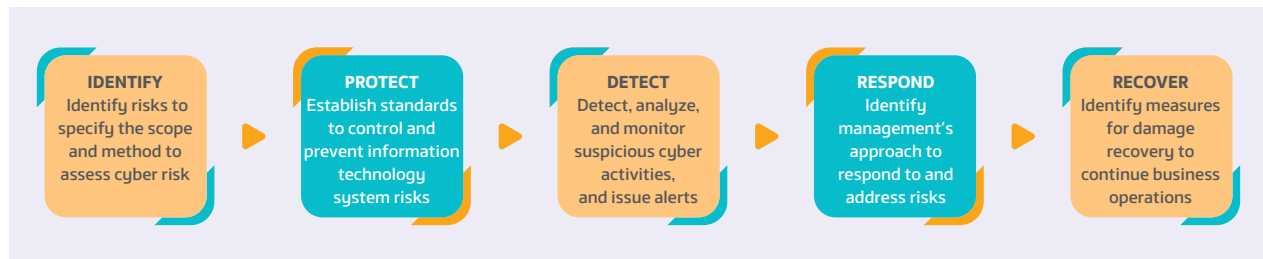 IDENTIFY
Identify risks to
specify the scope
and method to
assess cyber risk
PROTECT
Establish standards
to control and
prevent information
technology
system risks
DETECT
Detect, analyze,
and monitor
suspicious cyber
activities,
and issue alerts
RESPOND
Identify
management's
approach to
respond to and
address risks
RECOVER
Identify measures
for damage
recovery to
continue business
operations